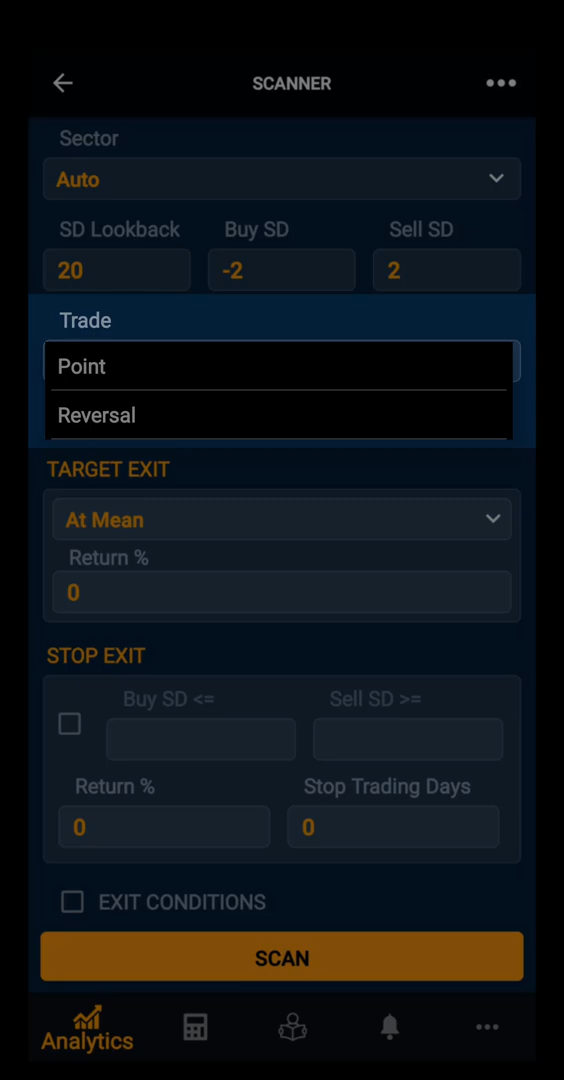 SCANNER
Sector
Auto
SD Lookback Buy SD Sell SD
20 -2 2
Trade
Point
Reversal
TARGET EXIT
At Mean
Return %
0
STOP EXIT
Buy SD <= Sell SD >=
Return % Stop Trading Days
0 0
EXIT CONDITIONS
SCAN
Analytics